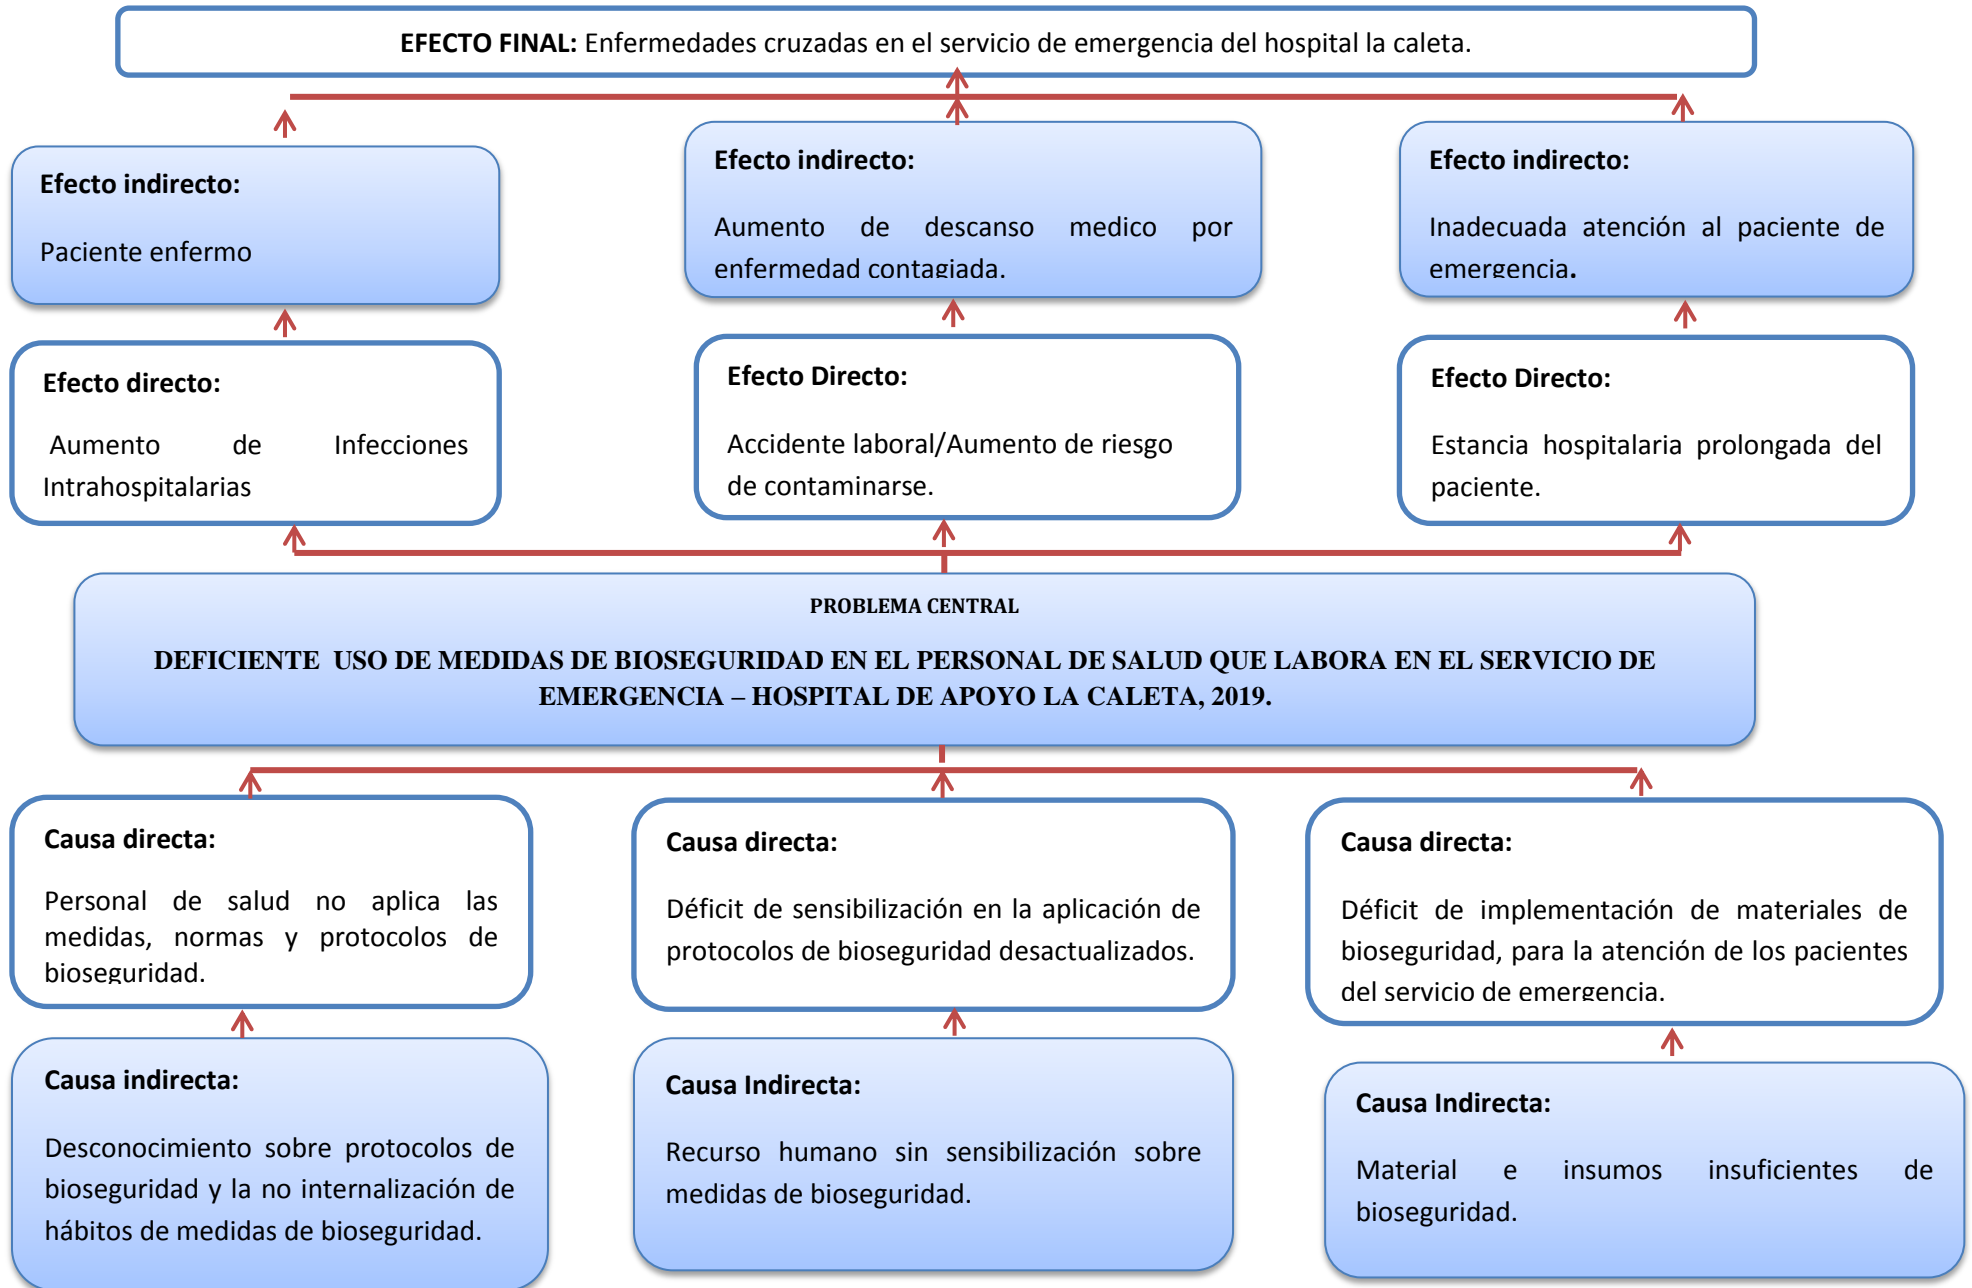 EFECTO FINAL: Enfermedades cruzadas en el servicio de emergencia del hospital la caleta.
Efecto indirecto:
Paciente enfermo
Efecto indirecto:
Aumento de descanso medico por
enfermedad contagiada.
Efecto indirecto:
Inadecuada atención al paciente de
emergencia.
Efecto directo:
Aumento de Infecciones
Intrahospitalarias
Efecto Directo:
Accidente laboral/Aumento de riesgo
de contaminarse.
Efecto Directo:
Estancia hospitalaria prolongada del
paciente.
PROBLEMA CENTRAL
DEFICIENTE USO DE MEDIDAS DE BIOSEGURIDAD EN EL PERSONAL DE SALUD QUE LABORA EN EL SERVICIO DE
EMERGENCIA – HOSPITAL DE APOYO LA CALETA, 2019.
Causa directa:
Personal de salud no aplica las
medidas, normas y protocolos de
bioseguridad.
Causa directa:
Déficit de sensibilización en la aplicación de
protocolos de bioseguridad desactualizados.
Causa directa:
Déficit de implementación de materiales de
bioseguridad, para la atención de los pacientes
del servicio de emergencia.
Causa indirecta:
Desconocimiento sobre protocolos de
bioseguridad y la no internalización de
hábitos de medidas de bioseguridad.
Causa Indirecta:
Recurso humano sin sensibilización sobre
medidas de bioseguridad.
Causa Indirecta:
Material e insumos insuficientes de
bioseguridad.